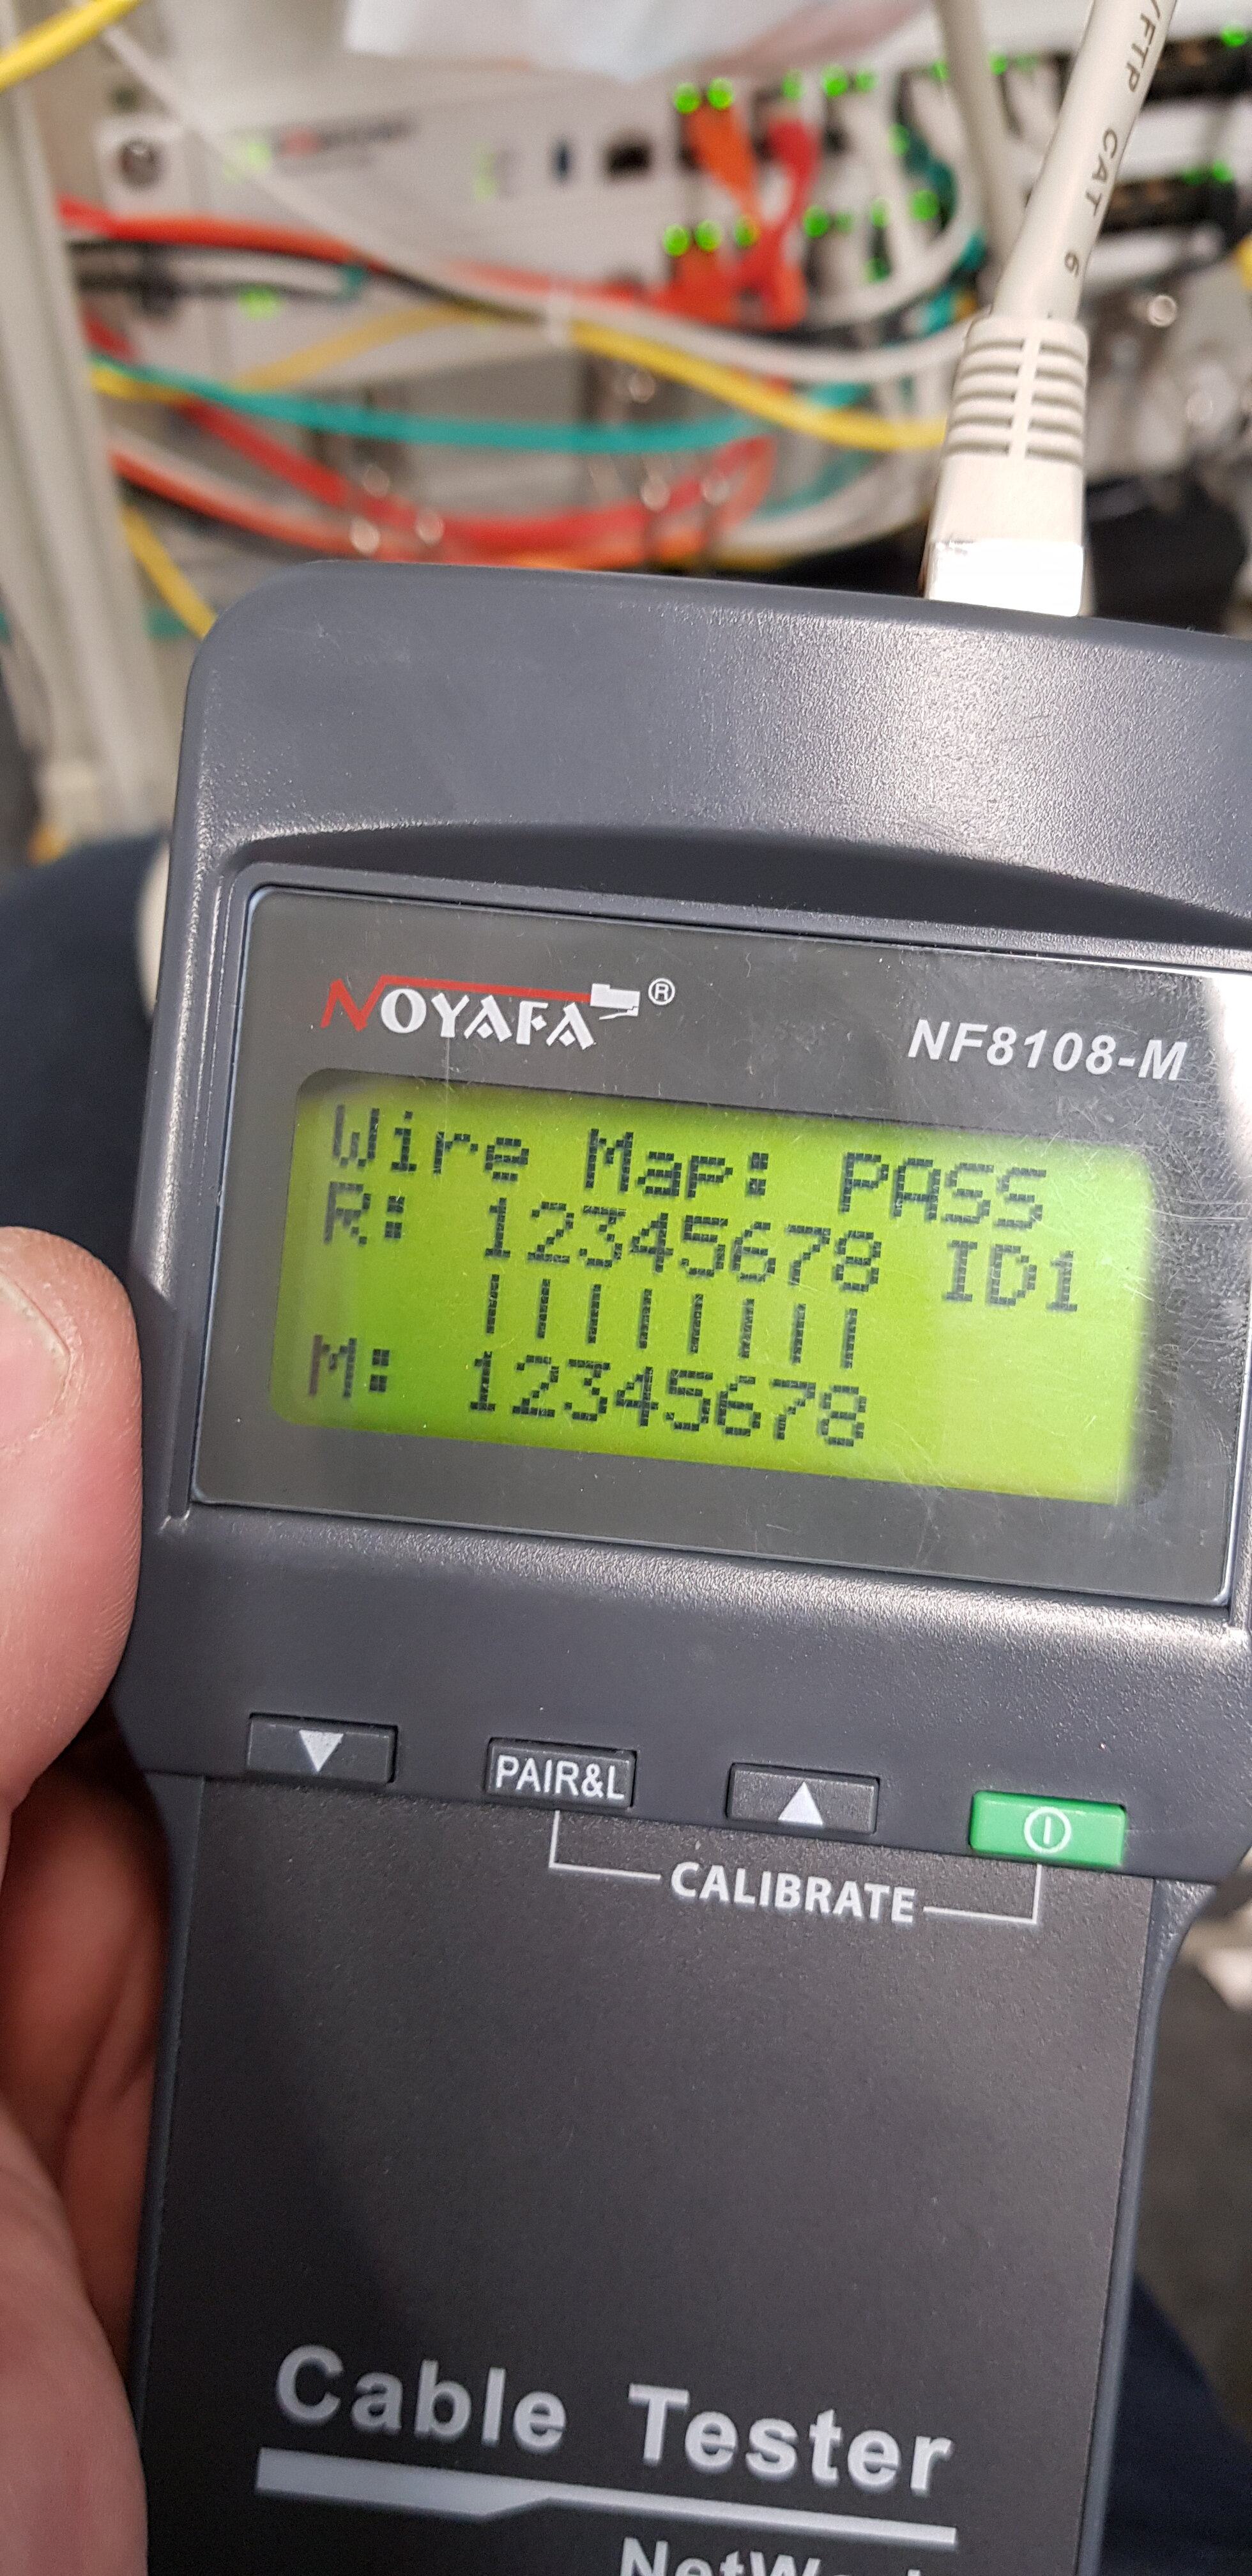 /FTP CAT 6
NOYAFA®
NF8108-M
Wire Map: PASS
R: 12345678 ID1
||||||||
M: 12345678
PAIR&L
CALIBRATE
Cable Tester